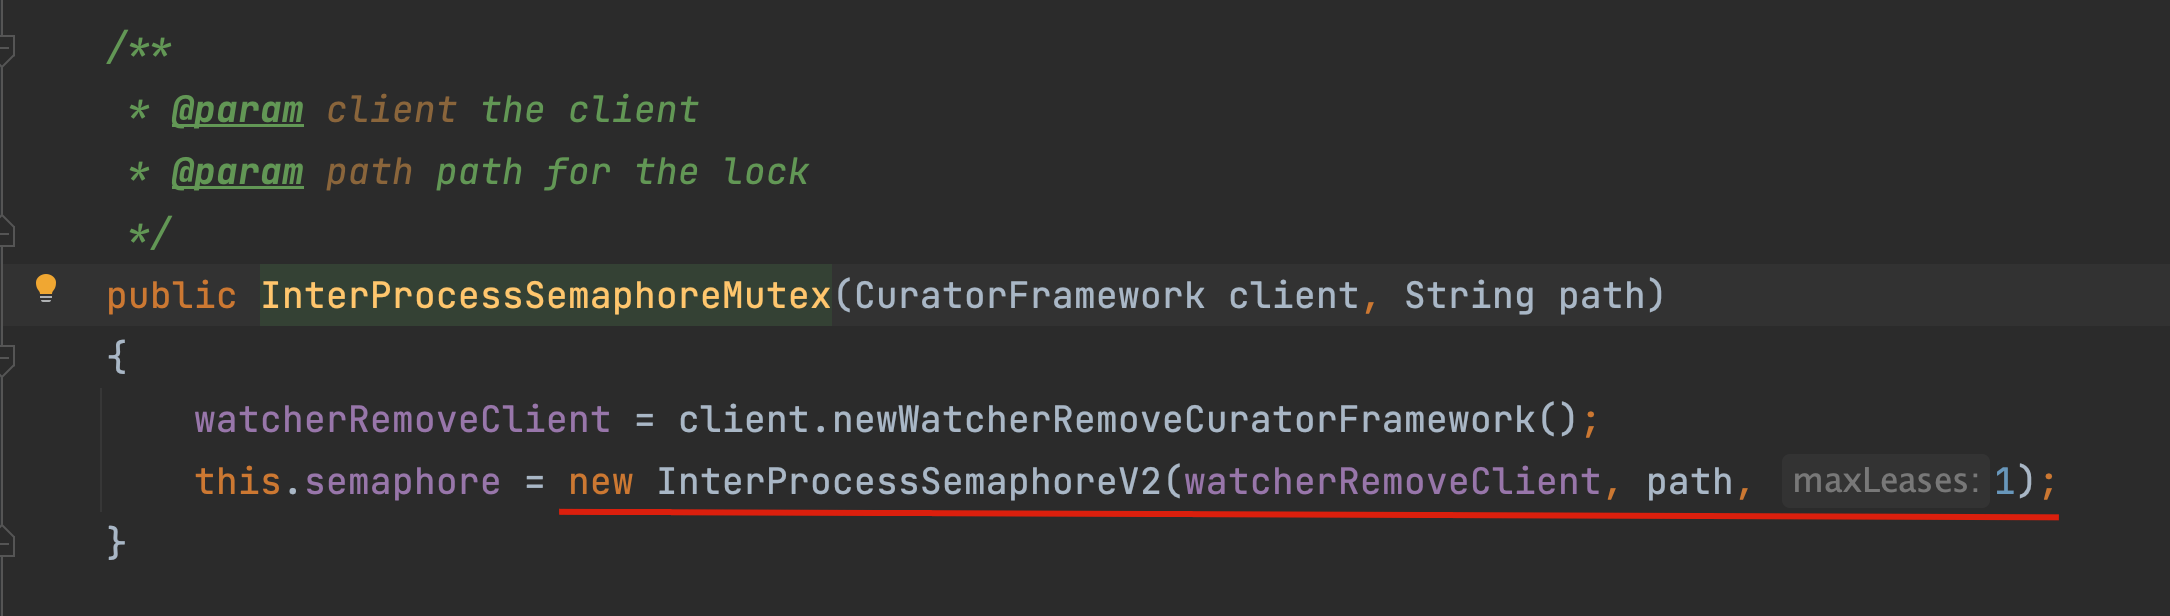 /**
* @param client the client
* @param path path for the lock
*/
public InterProcessSemaphoreMutex(CuratorFramework client, String path)
{
watcherRemoveClient = client.newWatcherRemoveCuratorFramework();
this.semaphore = new InterProcessSemaphoreV2(watcherRemoveClient, path, maxLeases: 1);
}